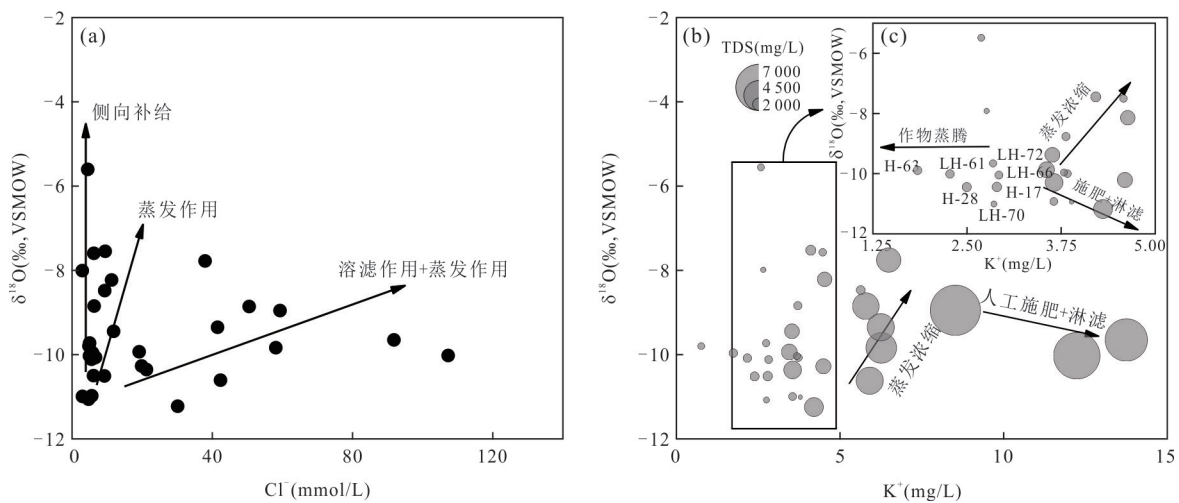 (a)
侧向补给
蒸发作用
溶滤作用+蒸发作用
δ¹⁸O(‰,VSMOW)
−2
−4
−6
−8
−10
−12
0
40
80
120
Cl⁻(mmol/L)
(b)
TDS(mg/L)
7 000
4 500
2 000
蒸发浓缩
人工施肥+淋滤
δ¹⁸O(‰,VSMOW)
−2
−4
−6
−8
−10
−12
0
5
10
15
K⁺(mg/L)
(c)
作物蒸腾
蒸发浓缩
施肥+淋滤
H-63
LH-61
LH-72
LH-66
H-28
H-17
LH-70
δ¹⁸O(‰,VSMOW)
−6
−8
−10
−12
1.25
2.50
3.75
5.00
K⁺(mg/L)